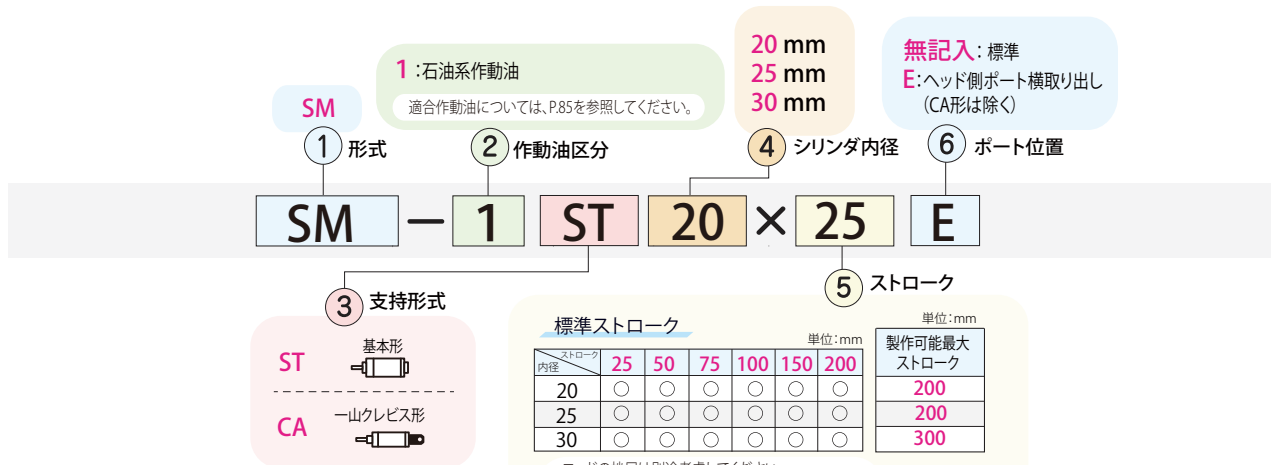 SM
① 形式
1 :石油系作動油
適合作動油については、P.85を参照してください。
② 作動油区分
20 mm
25 mm
30 mm
④ シリンダ内径
無記入: 標準
E:ヘッド側ポート横取り出し
(CA形は除く)
⑥ ポート位置
SM － 1 ST 20 × 25 E
③ 支持形式
ST 基本形
CA 一山クレビス形
⑤ ストローク
標準ストローク
単位:mm
内径 ストローク 25 50 75 100 150 200
20 ○ ○ ○ ○ ○ ○
25 ○ ○ ○ ○ ○ ○
30 ○ ○ ○ ○ ○ ○
単位:mm
製作可能最大
ストローク
200
200
300